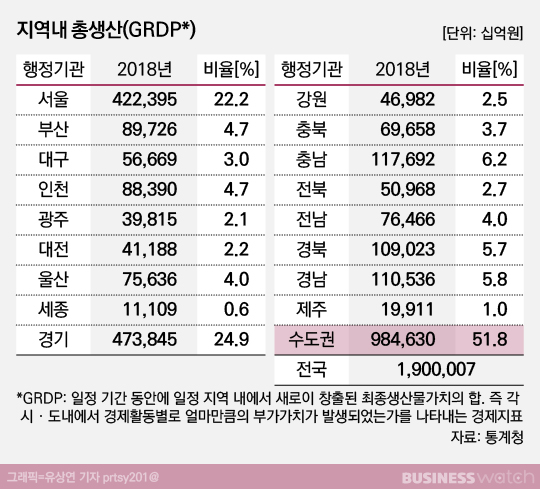 지역내 총생산(GRDP*)
[단위: 십억원]
행정기관 2018년 비율[%] 행정기관 2018년 비율[%]
서울 422,395 22.2 강원 46,982 2.5
부산 89,726 4.7 충북 69,658 3.7
대구 56,669 3.0 충남 117,692 6.2
인천 88,390 4.7 전북 50,968 2.7
광주 39,815 2.1 전남 76,466 4.0
대전 41,188 2.2 경북 109,023 5.7
울산 75,636 4.0 경남 110,536 5.8
세종 11,109 0.6 제주 19,911 1.0
경기 473,845 24.9 수도권 984,630 51.8
전국 1,900,007
*GRDP: 일정 기간 동안에 일정 지역 내에서 새로이 창출된 최종생산물가치의 합. 즉 각
시·도내에서 경제활동별로 얼마만큼의 부가가치가 발생되었는가를 나타내는 경제지표
자료: 통계청
그래픽=유상연 기자 prtsy201@
BUSINESSwatch